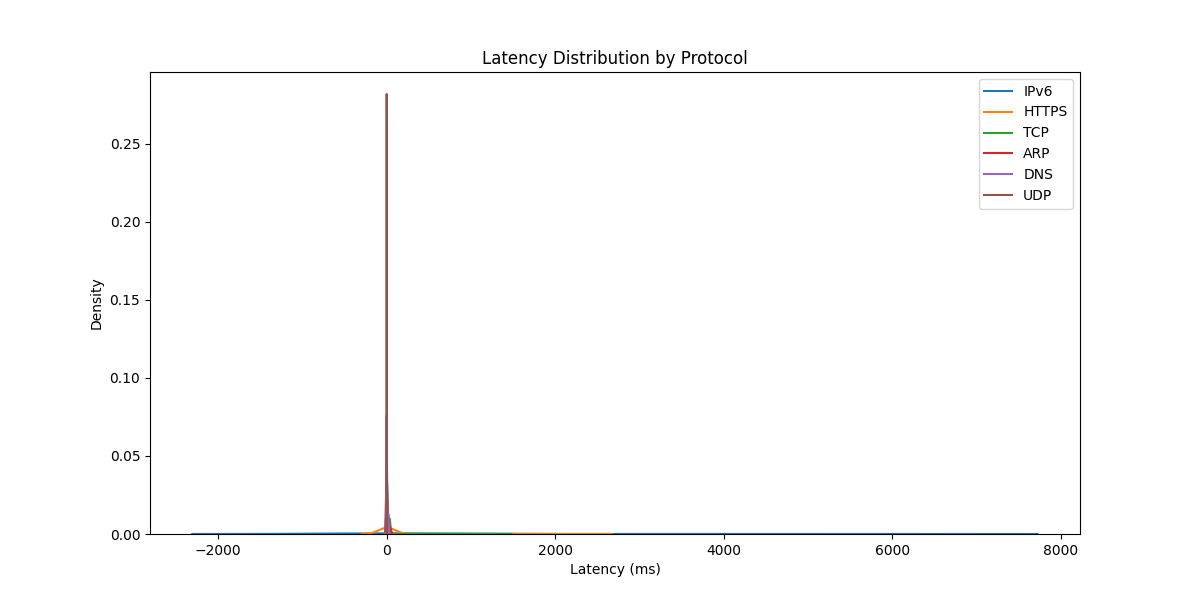 Latency Distribution by Protocol
IPv6
HTTPS
TCP
ARP
DNS
UDP
0.25
0.20
0.15
0.10
0.05
0.00
Density
−2000
0
2000
4000
6000
8000
Latency (ms)